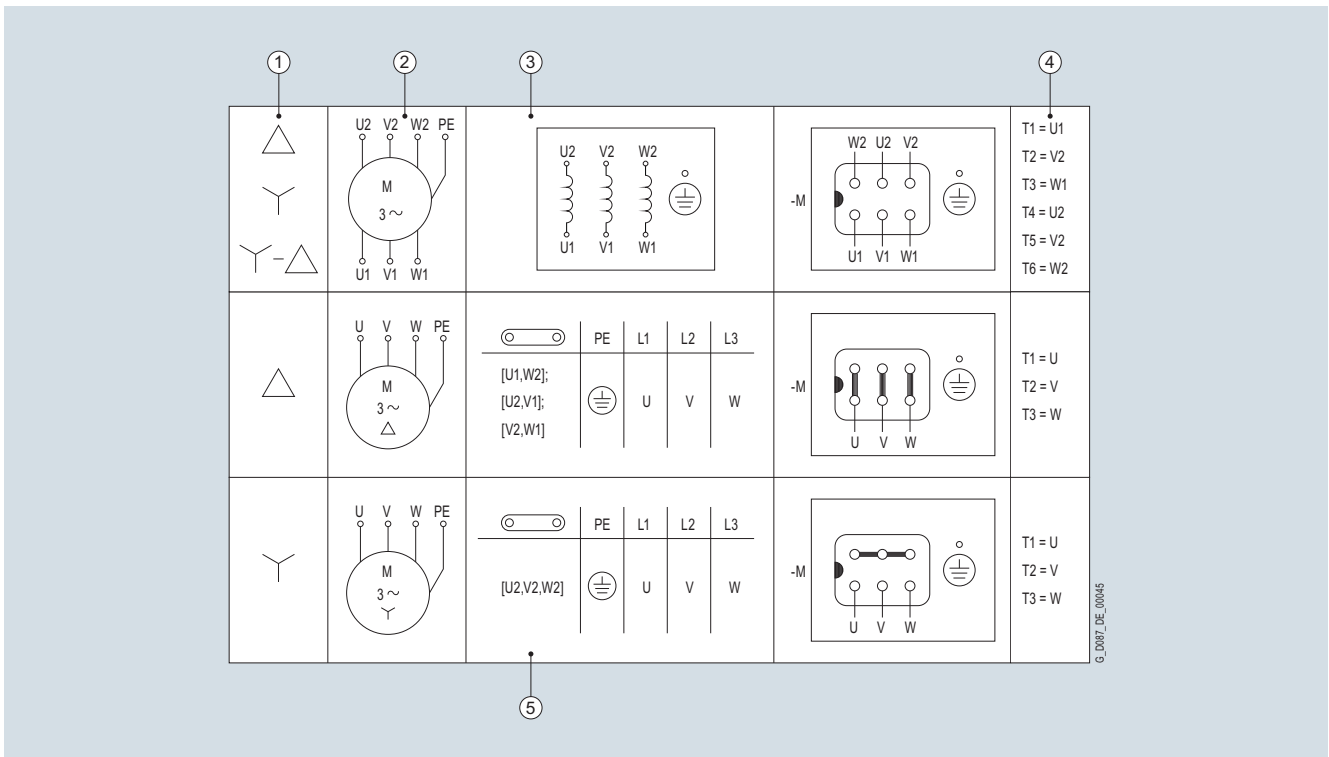 1 2 3 4
U2 V2 W2 PE
M
3~
U1 V1 W1
U2 V2 W2
U1 V1 W1
-M
W2 U2 V2
U1 V1 W1
T1 = U1
T2 = V2
T3 = W1
T4 = U2
T5 = V2
T6 = W2
U V W PE
M
3~
PE L1 L2 L3
[U1,W2];
[U2,V1];
[V2,W1]
U V W
-M
U V W
T1 = U
T2 = V
T3 = W
U V W PE
M
3~
PE L1 L2 L3
[U2,V2,W2] U V W
-M
U V W
T1 = U
T2 = V
T3 = W
5
G_D087_DE_00045